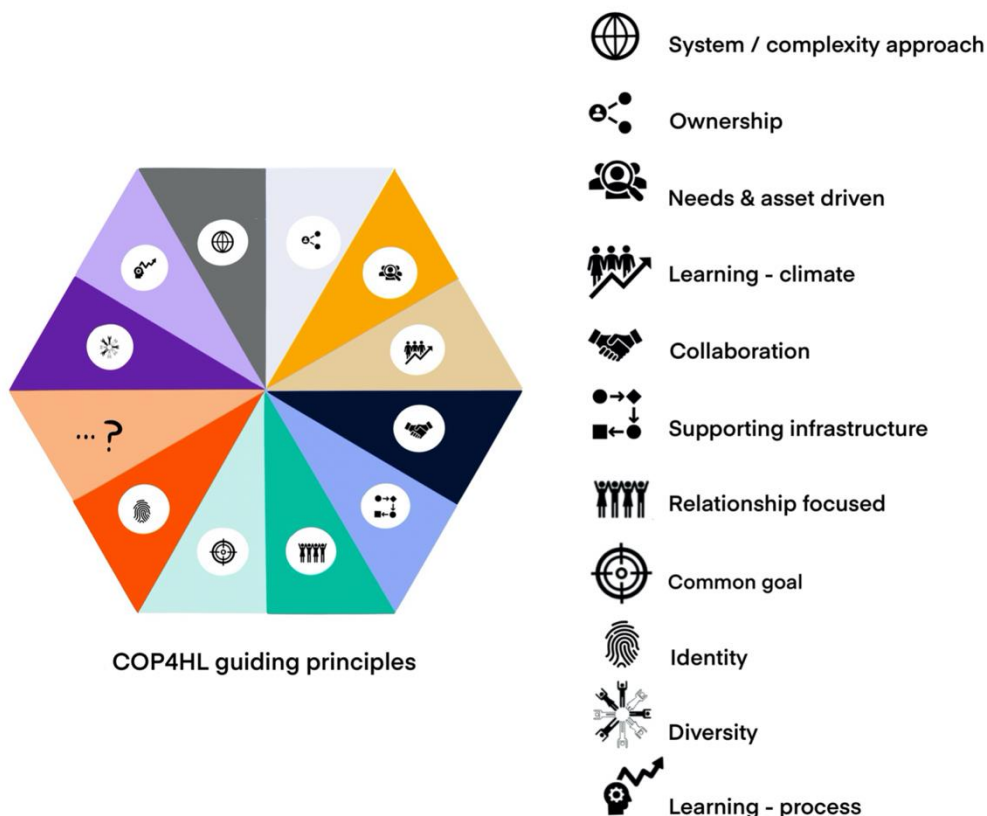 System / complexity approach
Ownership
Needs & asset driven
Learning - climate
Collaboration
Supporting infrastructure
Relationship focused
Common goal
Identity
Diversity
Learning - process
... ?
COP4HL guiding principles